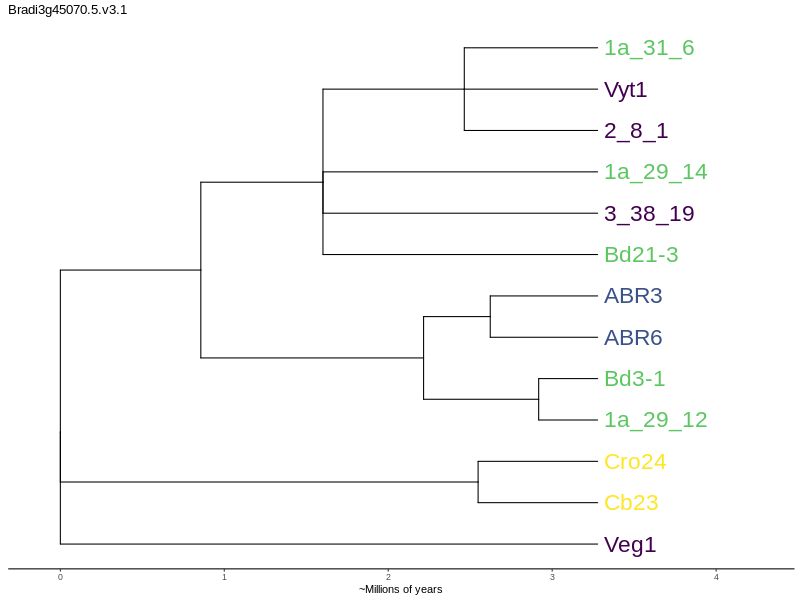 Bradi3g45070.5.v3.1
1a_31_6
Vyt1
2_8_1
1a_29_14
3_38_19
Bd21-3
ABR3
ABR6
Bd3-1
1a_29_12
Cro24
Cb23
Veg1
0 1 2 3 4
~Millions of years